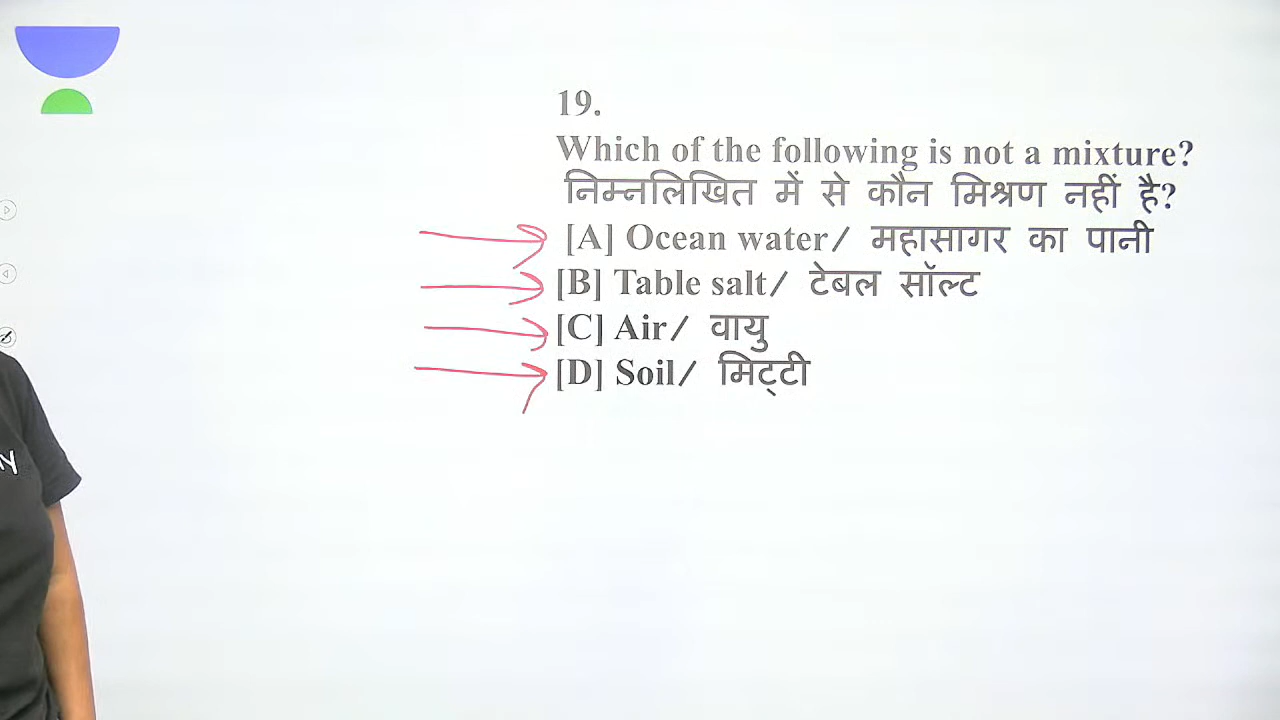 19.
Which of the following is not a mixture?
निम्नलिखित में से कौन मिश्रण नहीं है?
[A] Ocean water/ महासागर का पानी
[B] Table salt/ टेबल सॉल्ट
[C] Air/ वायु
[D] Soil/ मिट्टी